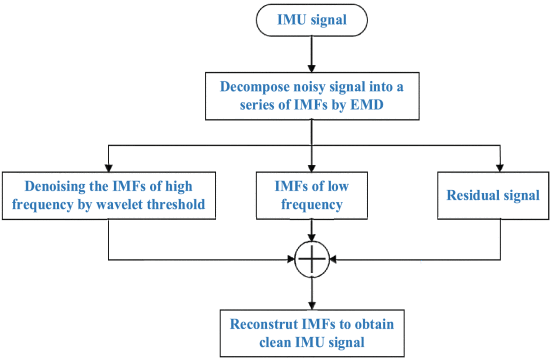 IMU signal
Decompose noisy signal into a
series of IMFs by EMD
Denoising the IMFs of high
frequency by wavelet threshold
IMFs of low
frequency
Residual signal
Reconstrut IMFs to obtain
clean IMU signal